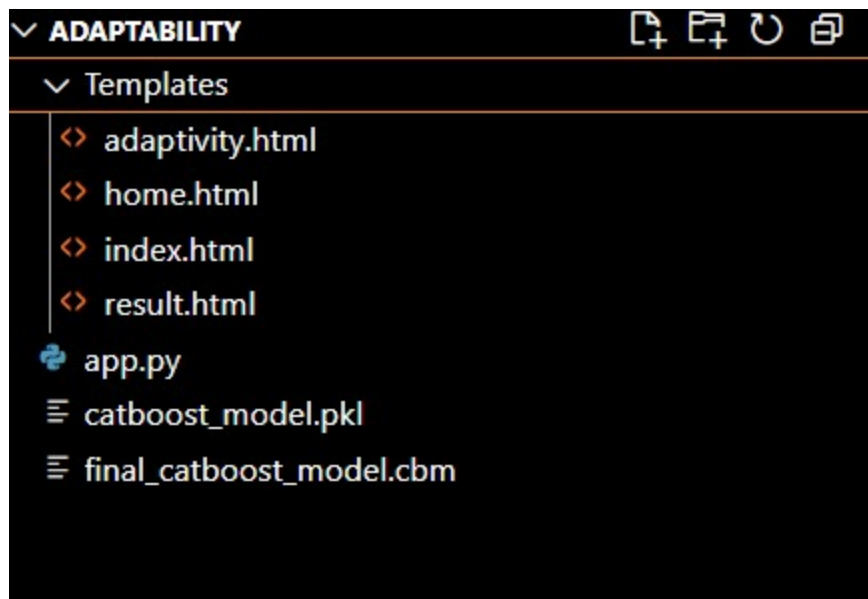 ADAPTABILITY
Templates
adaptivity.html
home.html
index.html
result.html
app.py
catboost_model.pkl
final_catboost_model.cbm